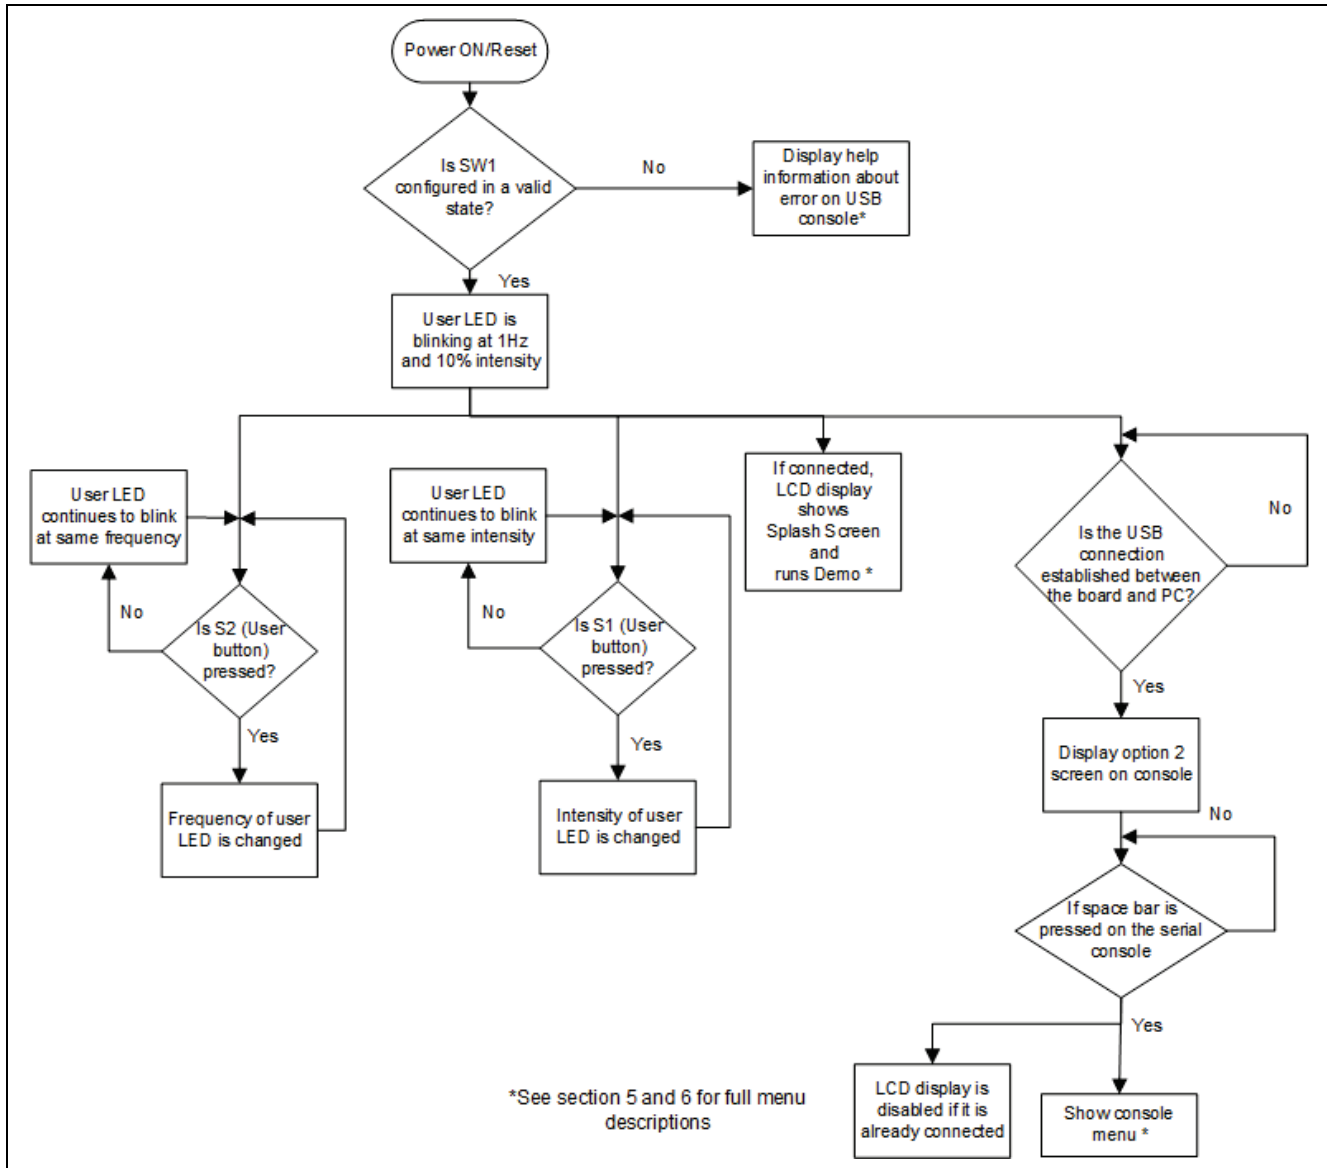 Power ON/Reset
Is SW1
configured in a valid
state?
No
Display help
information about
error on USB
console*
Yes
User LED is
blinking at 1Hz
and 10% intensity
User LED
continues to blink
at same frequency
No
Is S2 (User
button)
pressed?
Yes
Frequency of user
LED is changed
User LED
continues to blink
at same intensity
No
Is S1 (User
button)
pressed?
Yes
Intensity of user
LED is changed
If connected,
LCD display
shows
Splash Screen
and
runs Demo *
Is the USB
connection
established between
the board and PC?
No
Yes
Display option 2
screen on console
No
If space bar is
pressed on the serial
console
Yes
LCD display is
disabled if it is
already connected
Show console
menu *
*See section 5 and 6 for full menu
descriptions